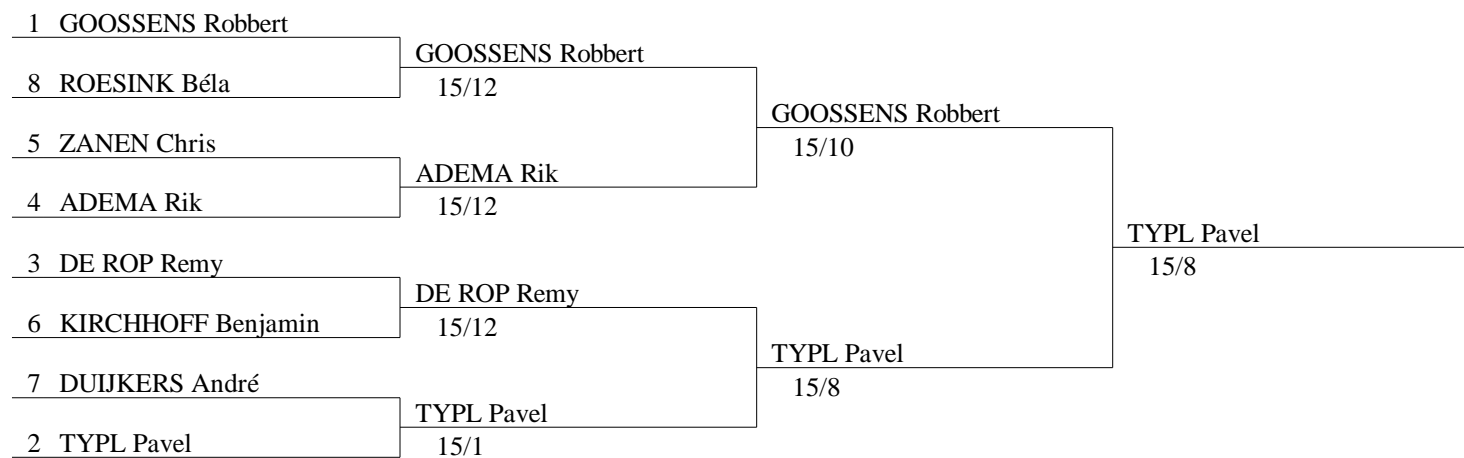 1 GOOSSENS Robbert
GOOSSENS Robbert
8 ROESINK Béla
15/12
GOOSSENS Robbert
5 ZANEN Chris
15/10
ADEMA Rik
4 ADEMA Rik
15/12
TYPL Pavel
3 DE ROP Remy
15/8
DE ROP Remy
6 KIRCHHOFF Benjamin
15/12
TYPL Pavel
7 DUIJKERS André
15/8
TYPL Pavel
2 TYPL Pavel
15/1